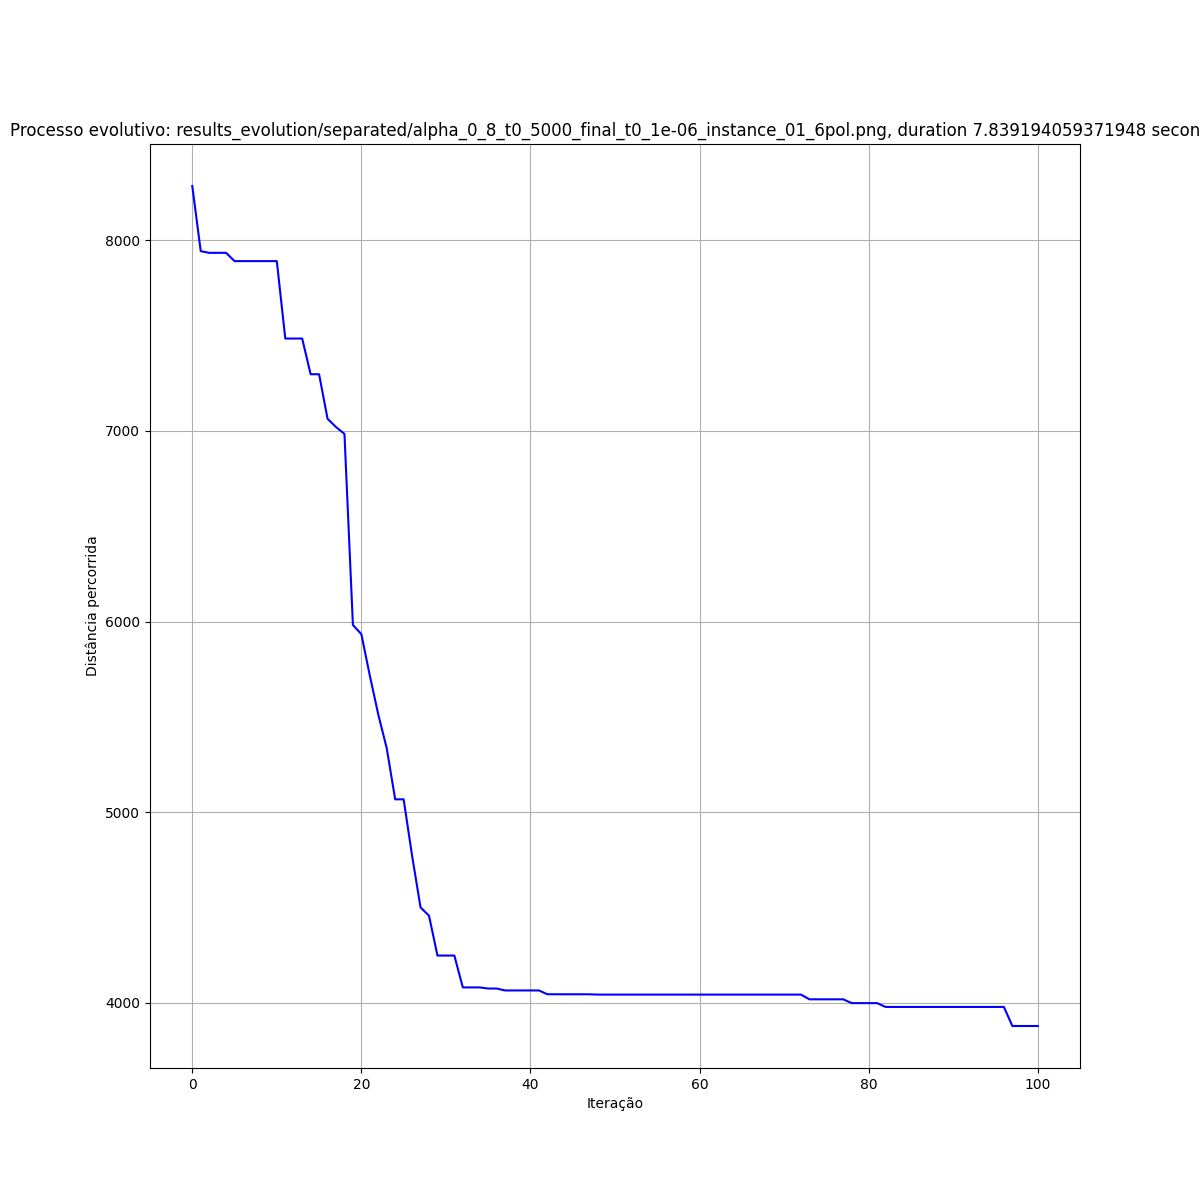 Processo evolutivo: results_evolution/separated/alpha_0_8_t0_5000_final_t0_1e-06_instance_01_6pol.png, duration 7.839194059371948 secon
8000
7000
6000
5000
4000
Distância percorrida
0 20 40 60 80 100
Iteração